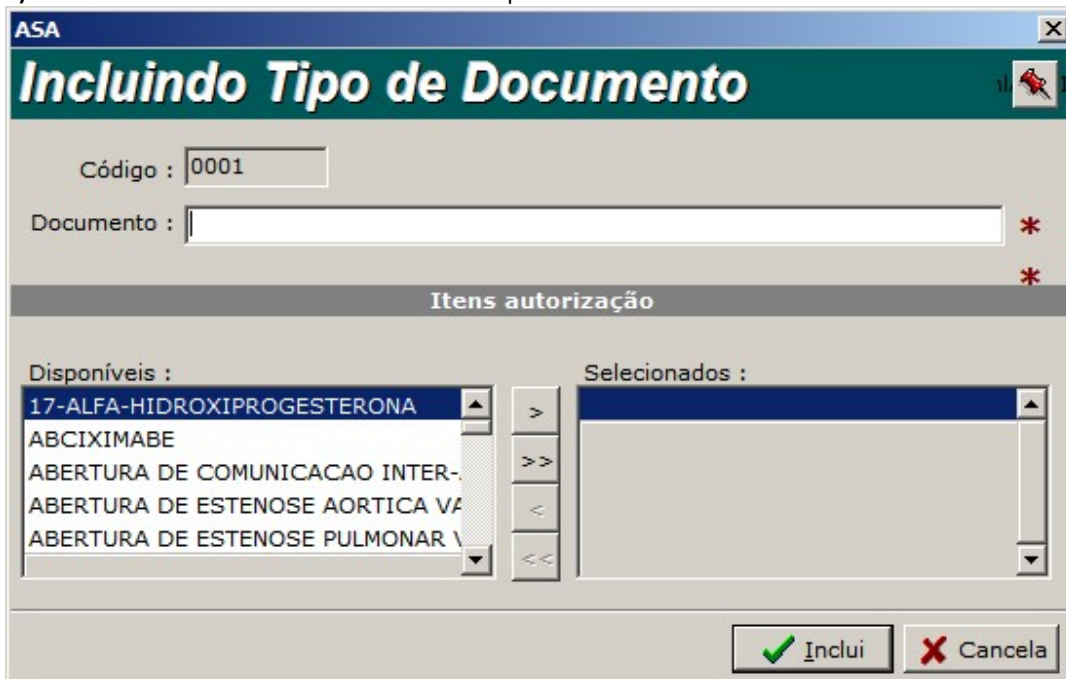 ASA
Incluindo Tipo de Documento
Código : 0001
Documento : *
*
Itens autorização
Disponíveis :
Selecionados :
17-ALFA-HIDROXIPROGESTERONA
ABCIXIMABE
ABERTURA DE COMUNICACAO INTER-
ABERTURA DE ESTENOSE AORTICA
ABERTURA DE ESTENOSE PULMONAR
>
>>
<
<<
Inclui
Cancela